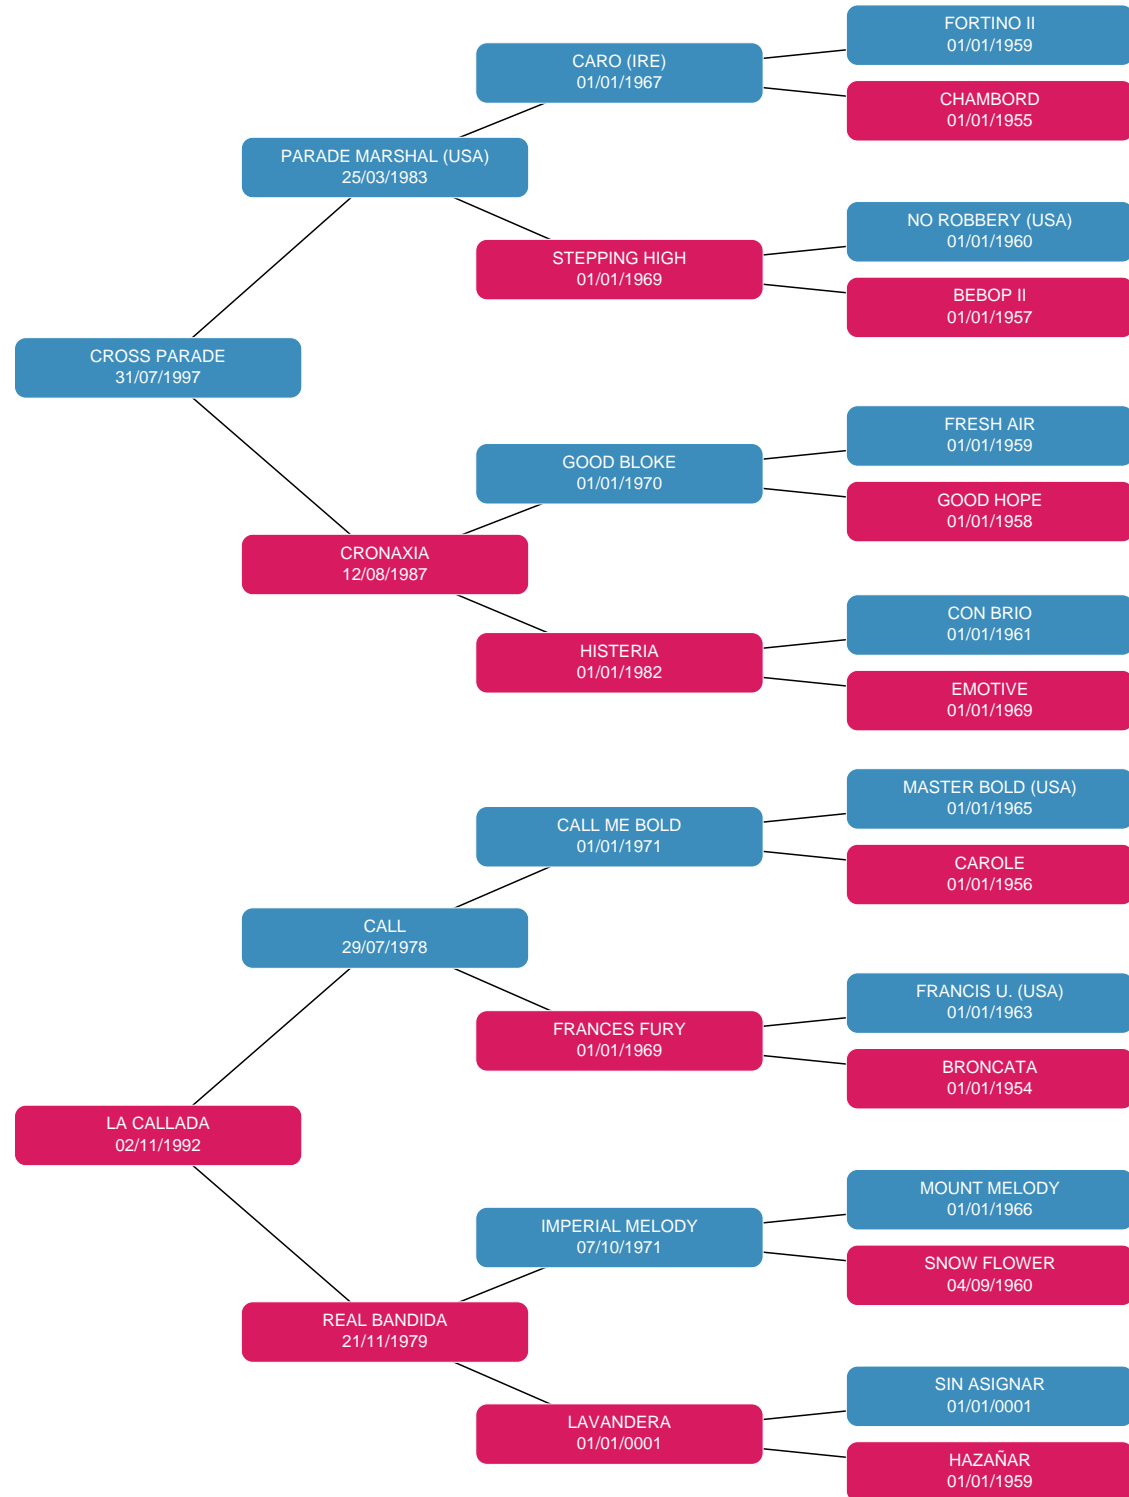 FORTINO II
01/01/1959
CARO (IRE)
01/01/1967
CHAMBORD
01/01/1955
PARADE MARSHAL (USA)
25/03/1983
NO ROBBERY (USA)
01/01/1960
STEPPING HIGH
01/01/1969
BEBOP II
01/01/1957
CROSS PARADE
31/07/1997
FRESH AIR
01/01/1959
GOOD BLOKE
01/01/1970
GOOD HOPE
01/01/1958
CRONAXIA
12/08/1987
CON BRIO
01/01/1961
HISTERIA
01/01/1982
EMOTIVE
01/01/1969
MASTER BOLD (USA)
01/01/1965
CALL ME BOLD
01/01/1971
CAROLE
01/01/1956
CALL
29/07/1978
FRANCIS U. (USA)
01/01/1963
FRANCES FURY
01/01/1969
BRONCATA
01/01/1954
LA CALLADA
02/11/1992
MOUNT MELODY
01/01/1966
IMPERIAL MELODY
07/10/1971
SNOW FLOWER
04/09/1960
REAL BANDIDA
21/11/1979
SIN ASIGNAR
01/01/0001
LAVANDERA
01/01/0001
HAZAÑAR
01/01/1959